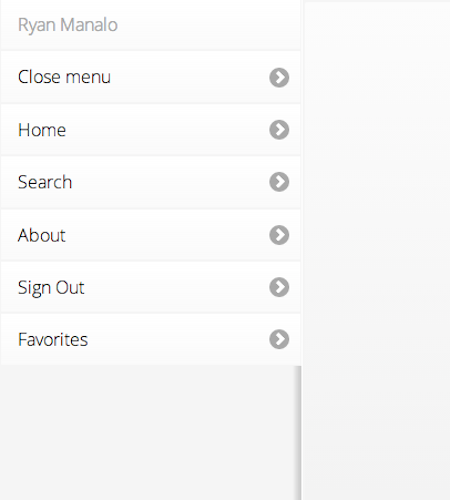 Ryan Manalo
Close menu
Home
Search
About
Sign Out
Favorites